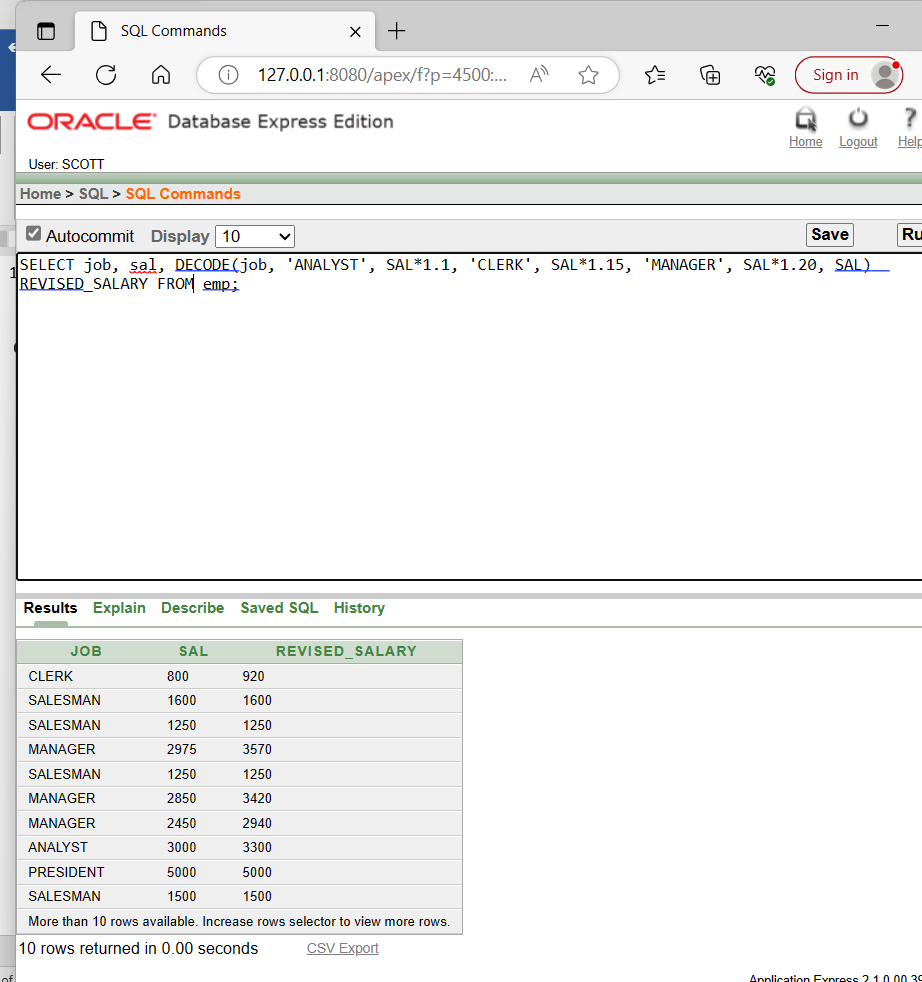 SQL Commands
127.0.0.1:8080/apex/f?p=4500:...
Sign in
ORACLE Database Express Edition
Home Logout Help
User: SCOTT
Home > SQL > SQL Commands
Autocommit Display 10 Save Ru
1
SELECT job, sal, DECODE(job, 'ANALYST', SAL*1.1, 'CLERK', SAL*1.15, 'MANAGER', SAL*1.20, SAL)
REVISED_SALARY FROM emp;
Results Explain Describe Saved SQL History
JOB SAL REVISED_SALARY
CLERK 800 920
SALESMAN 1600 1600
SALESMAN 1250 1250
MANAGER 2975 3570
SALESMAN 1250 1250
MANAGER 2850 3420
MANAGER 2450 2940
ANALYST 3000 3300
PRESIDENT 5000 5000
SALESMAN 1500 1500
More than 10 rows available. Increase rows selector to view more rows.
10 rows returned in 0.00 seconds CSV Export
of
Application Express 2.1.0.00.39